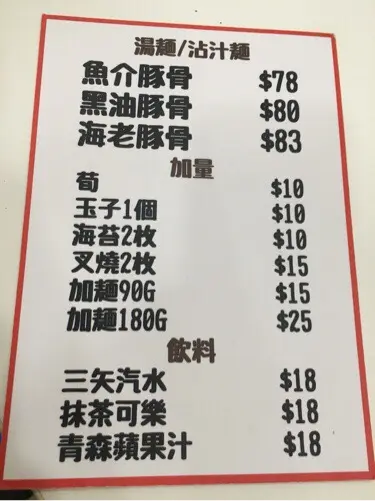 湯麵/沾汁麵
魚介豚骨 $78
黑油豚骨 $80
海老豚骨 $83
加量
荀 $10
玉子1個 $10
海苔2枚 $10
叉燒2枚 $15
加麵90G $15
加麵180G $25
飲料
三矢汽水 $18
抹茶可樂 $18
青森蘋果汁 $18